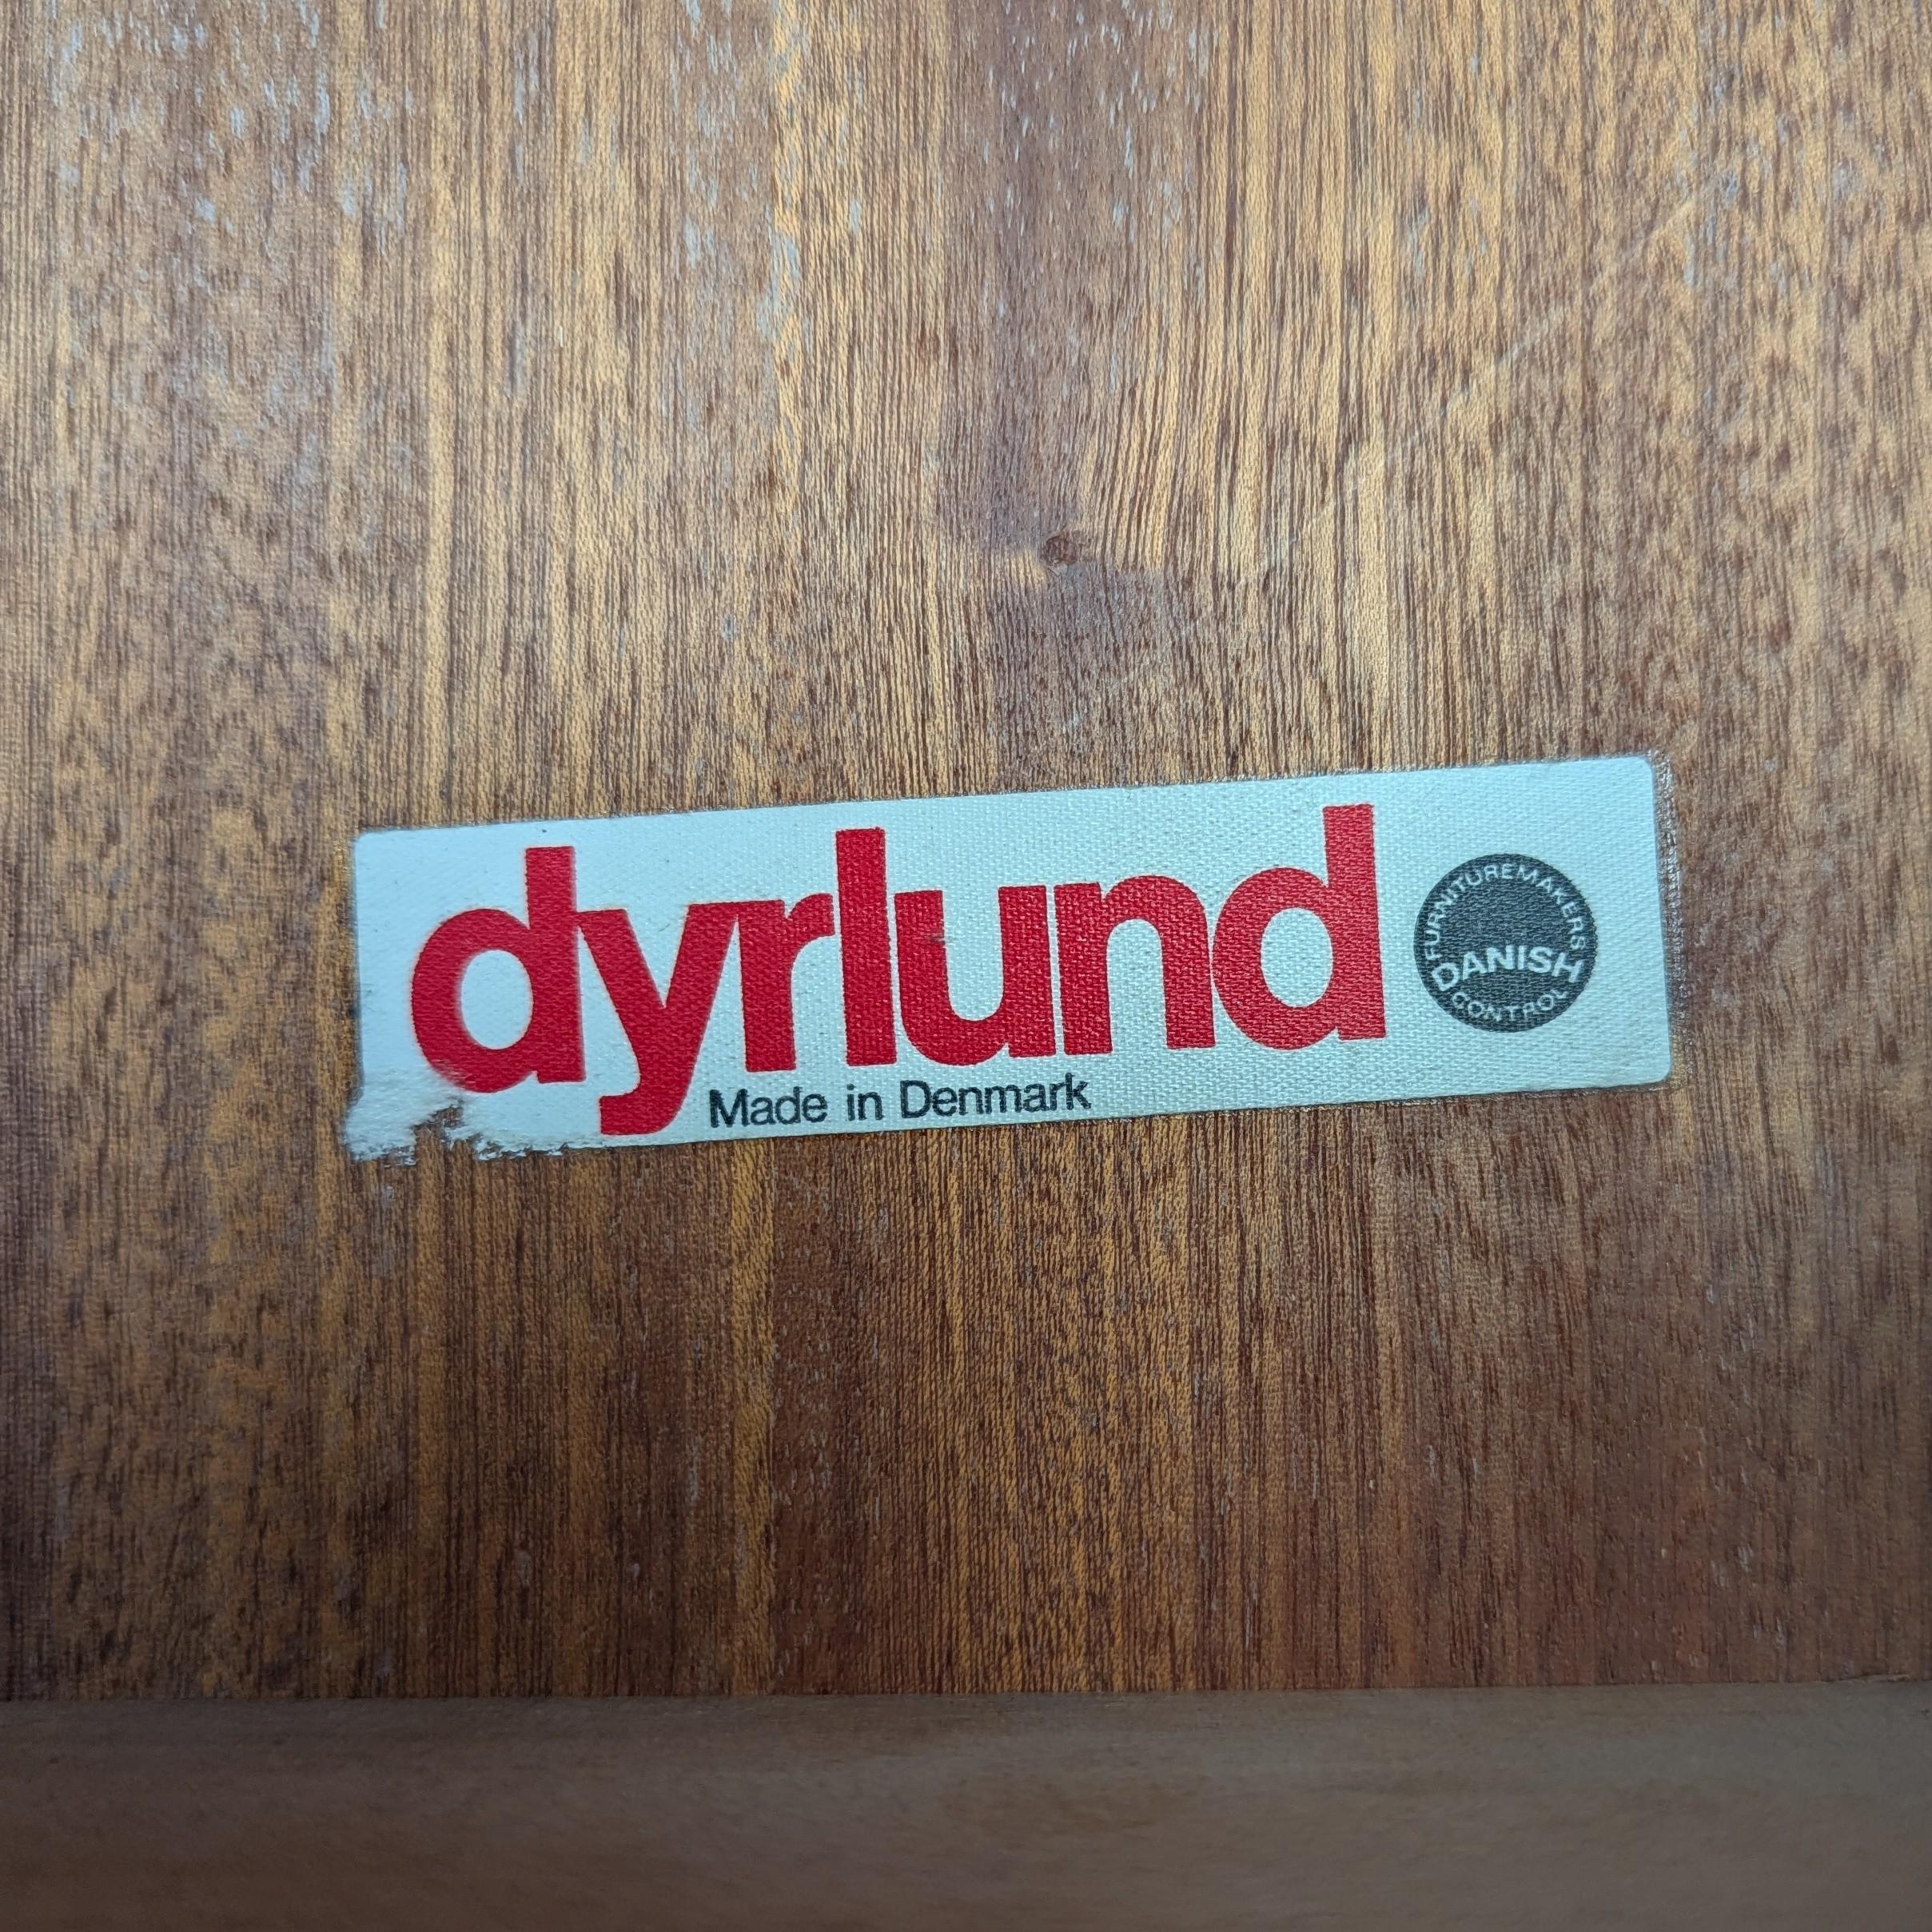 dyrlund
Made in Denmark
FURNITUREMAKERS
DANISH
CONTROL